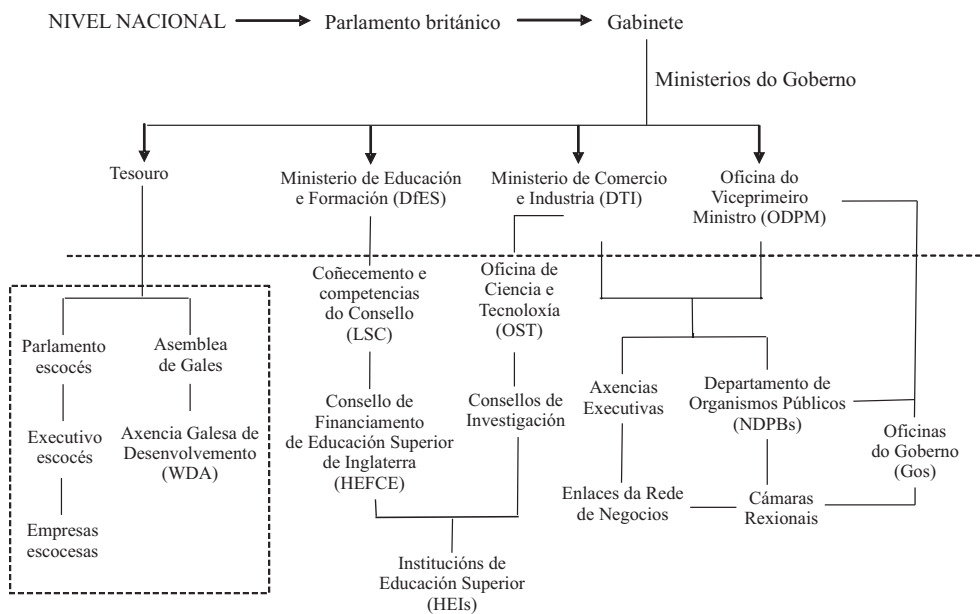 NIVEL NACIONAL
Parlamento británico
Gabinete
Ministerios do Goberno
Tesouro
Ministerio de Educación
e Formación (DfES)
Ministerio de Comercio
e Industria (DTI)
Oficina do
Viceprimeiro
Ministro (ODPM)
Coñecemento e
competencias
do Consello
(LSC)
Oficina de
Ciencia e
Tecnoloxía
(OST)
Parlamento
escocés
Asemblea
de Gales
Axencias
Executivas
Departamento de
Organismos Públicos
(NDPBs)
Consello de
Financiamento
de Educación Superior
de Inglaterra
(HEFCE)
Consellos de
Investigación
Executivo
escocés
Axencia Galesa de
Desenvolvemento
(WDA)
Oficinas
do Goberno
(Gos)
Enlaces da Rede
de Negocios
Cámaras
Rexionais
Empresas
escocesas
Institucións de
Educación Superior
(HEIs)